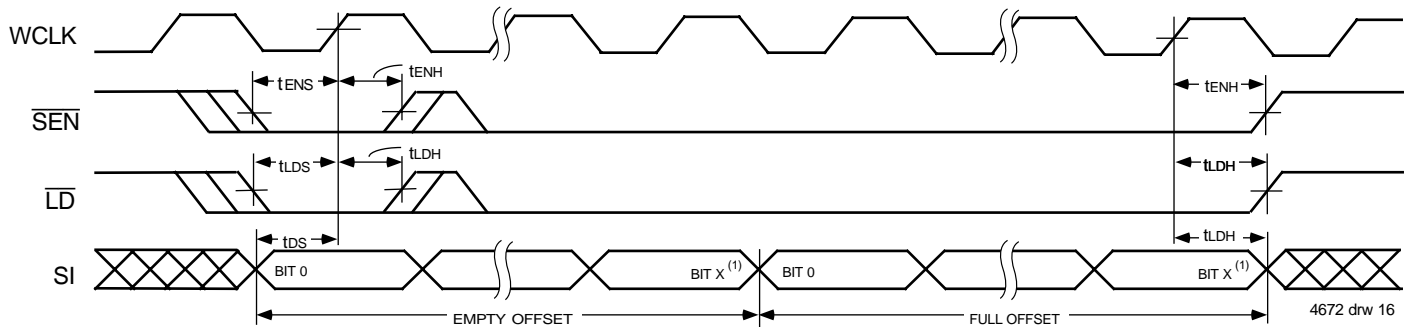 WCLK
tENS
tENH
tENH
SEN
tLDS
tLDH
tLDH
LD
tDS
tLDH
SI
BIT 0
BIT X (1)
BIT 0
BIT X (1)
EMPTY OFFSET
FULL OFFSET
4672 drw 16